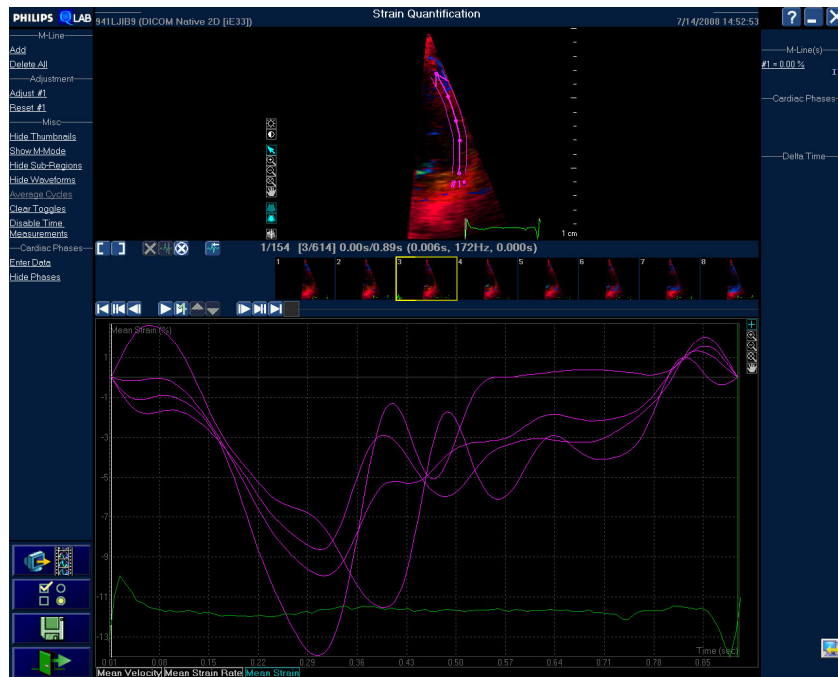 PHILIPS QLAB
941LJIB9 (DICOM Native 2D [iE33])
Strain Quantification
7/14/2008 14:52:53
?
M-Line
Add
Delete All
Adjustment
Adjust #1
Reset #1
Misc
Hide Thumbnails
Show M-Mode
Hide Sub-Regions
Hide Waveforms
Average Cycles
Clear Toggles
Disable Time
Measurements
Cardiac Phases
Enter Data
Hide Phases
#1*
1 cm
M-Line(s)
#1 = 0.00 %
Cardiac Phases
Delta Time
1/154 [3/614] 0.00s/0.89s (0.006s, 172Hz, 0.000s)
1 2 3 4 5 6 7 8
Mean Strain (%)
1
-1
-3
-5
-7
-9
-11
-13
0.01 0.08 0.15 0.22 0.29 0.36 0.43 0.50 0.57 0.64 0.71 0.78 0.85
Time (sec)
Mean Velocity Mean Strain Rate Mean Strain